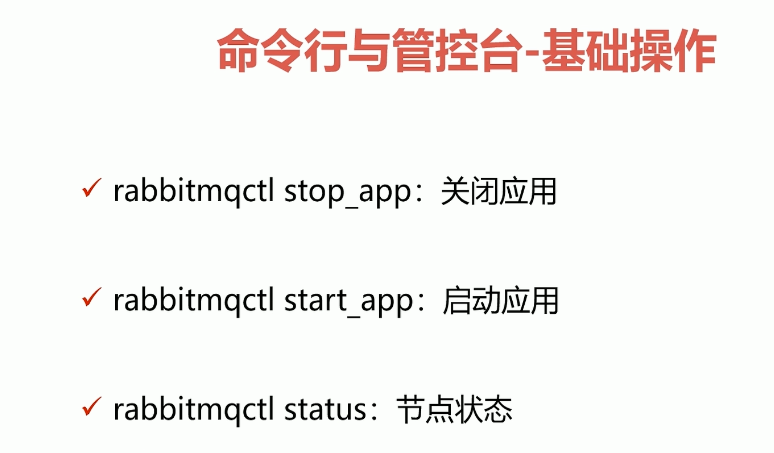 命令行与管控台-基础操作
✓ rabbitmqctl stop_app：关闭应用
✓ rabbitmqctl start_app：启动应用
✓ rabbitmqctl status：节点状态